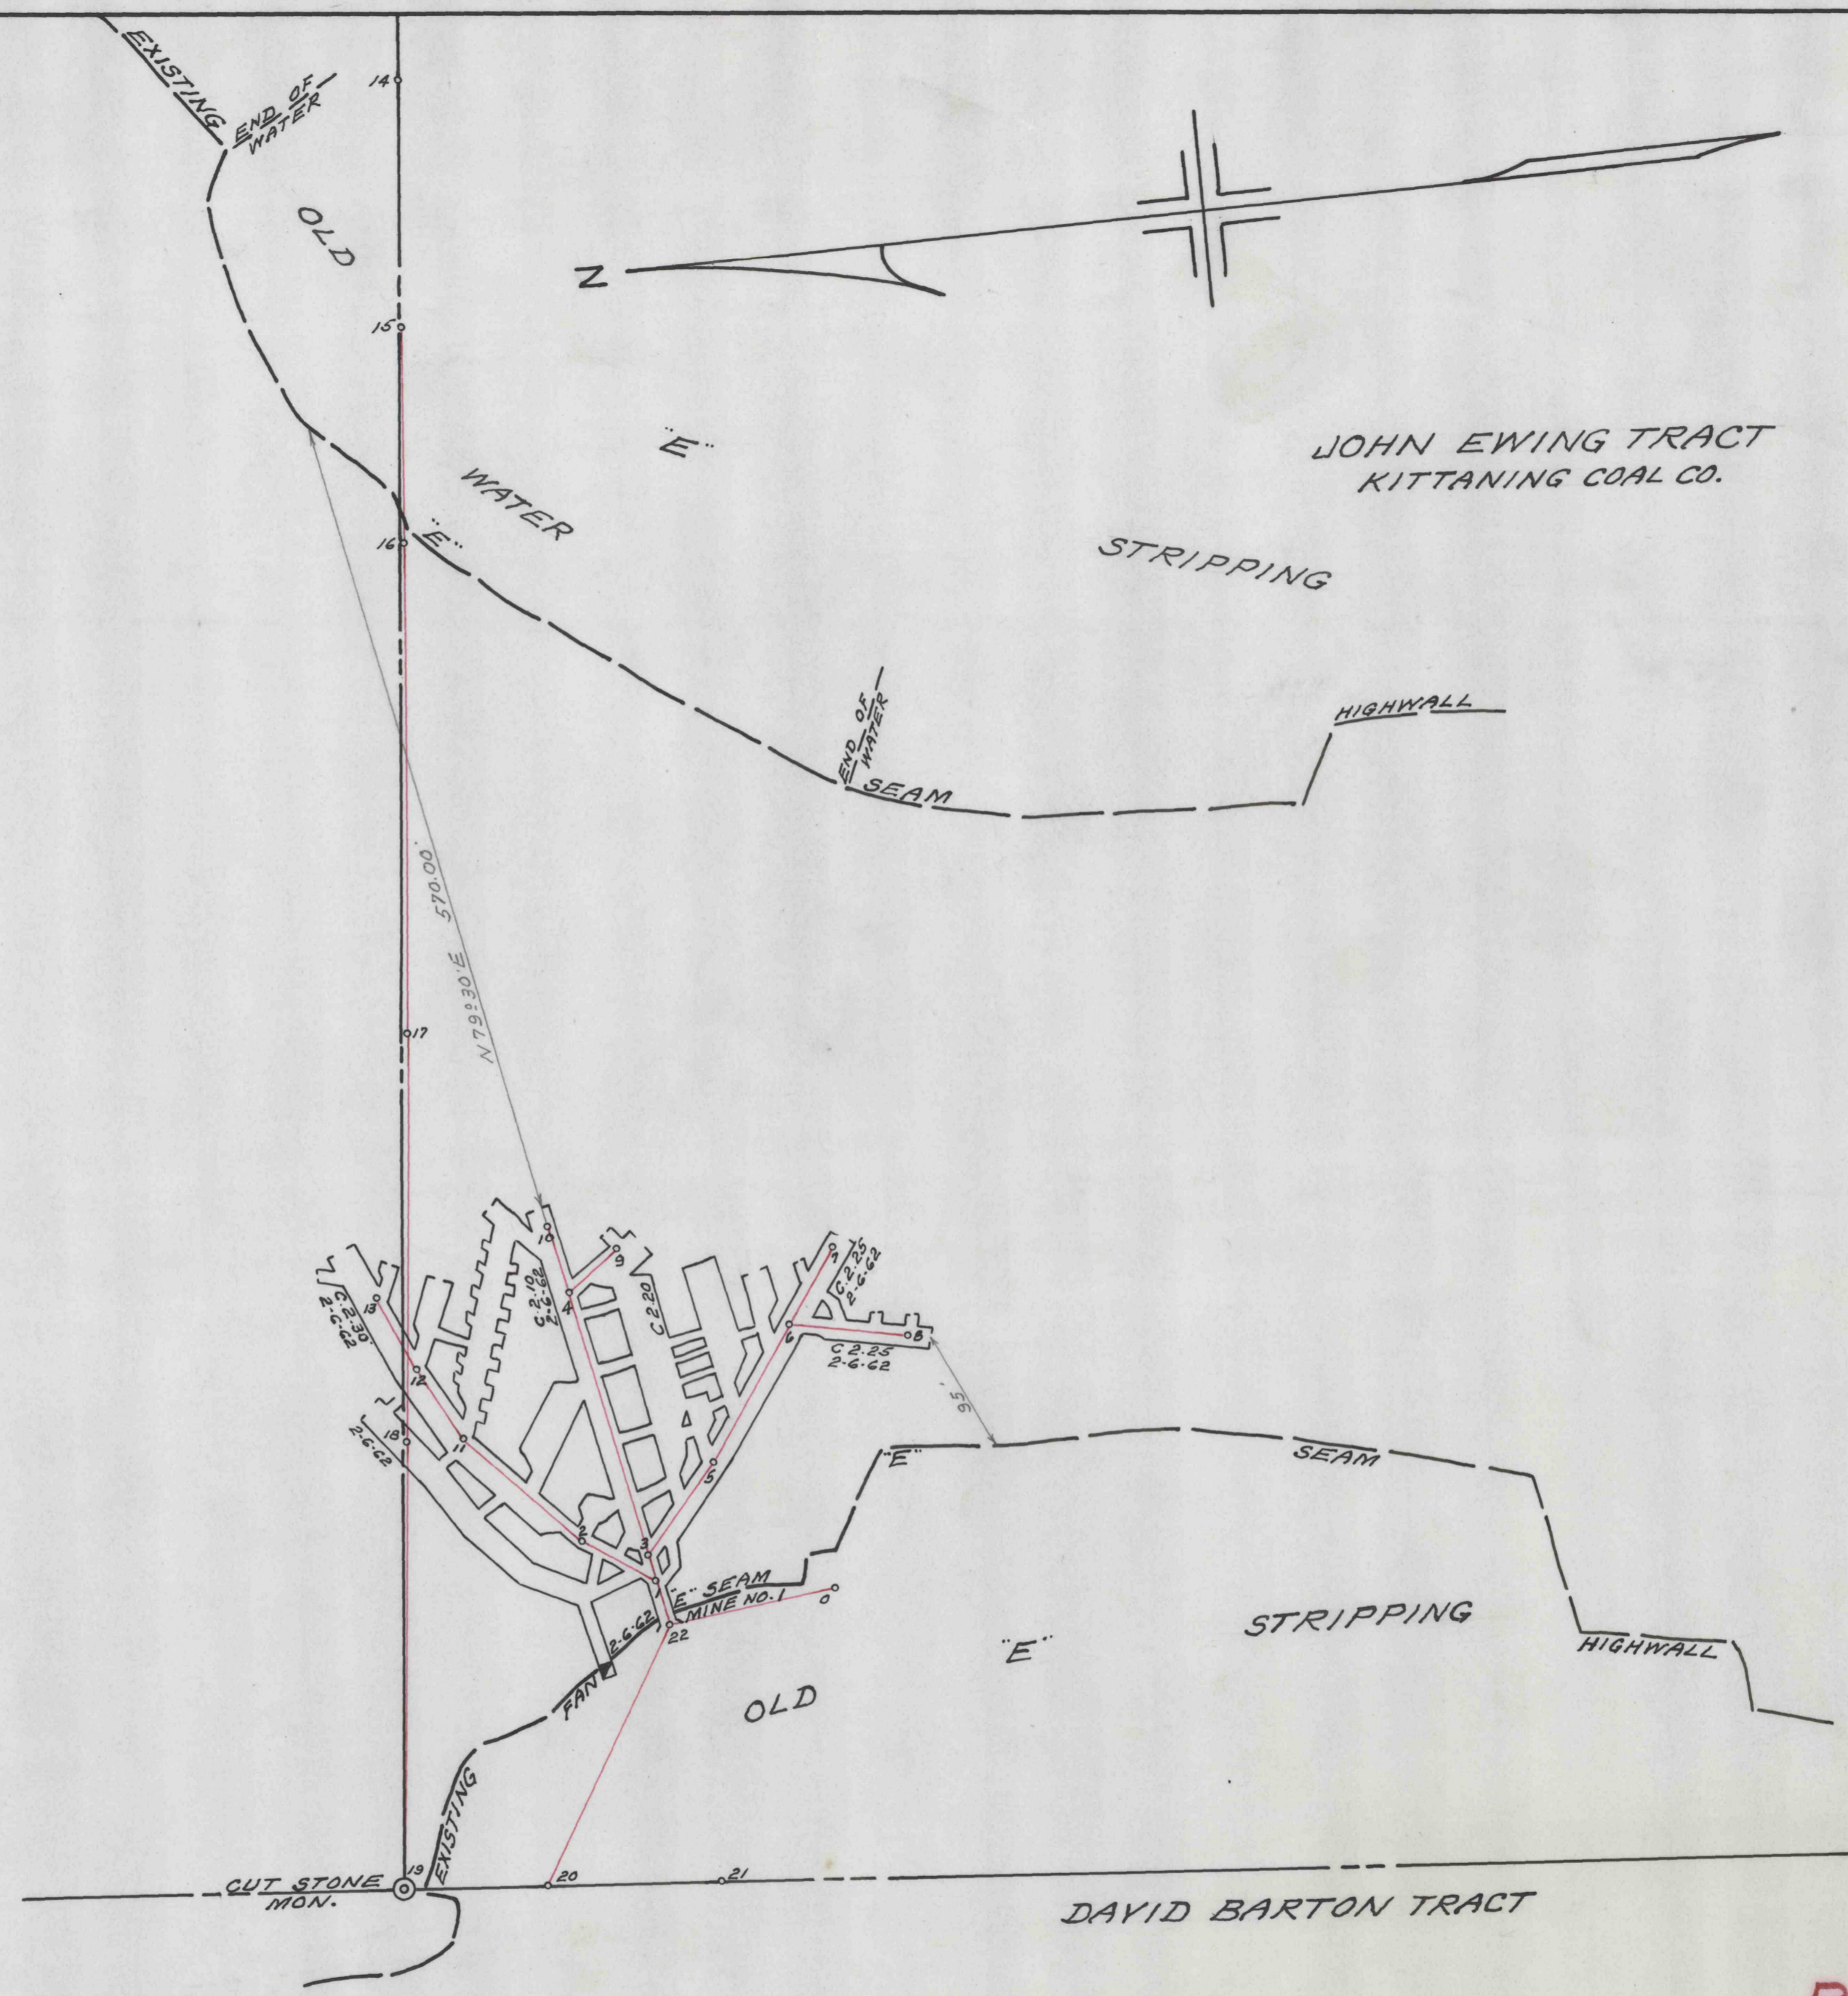 EXISTING
END OF
WATER
14
OLD
N
15
"E"
JOHN EWING TRACT
KITTANING COAL CO.
WATER
16
"E"
STRIPPING
END OF
WATER
HIGHWALL
SEAM
N79°30'E 570.00'
17
C.2.30'
2-6-62
13
C.2.10
2-6-62
4
9
C.2.20
7
C.2.25'
2-6-62
6
8
C 2.25
2-6-62
95'
12
18
2-6-62
11
5
2
3
1
"E"
SEAM
"E" SEAM
MINE NO. 1
0
2-6-62
22
FAN
"E"
STRIPPING
HIGHWALL
OLD
EXISTING
CUT STONE
MON.
19
20
21
DAVID BARTON TRACT